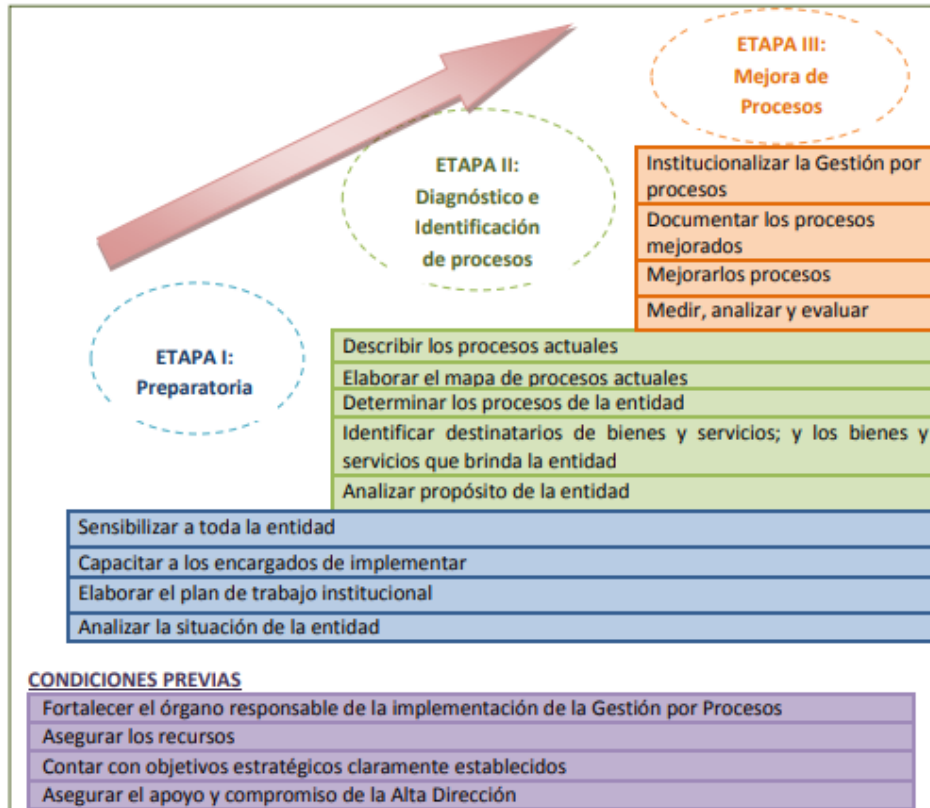 ETAPA III:
Mejora de
Procesos
ETAPA II:
Diagnóstico e
Identificación
de procesos
ETAPA I:
Preparatoria
Institucionalizar la Gestión por
procesos
Documentar los procesos
mejorados
Mejorarlos procesos
Medir, analizar y evaluar
Describir los procesos actuales
Elaborar el mapa de procesos actuales
Determinar los procesos de la entidad
Identificar destinatarios de bienes y servicios; y los bienes y
servicios que brinda la entidad
Analizar propósito de la entidad
Sensibilizar a toda la entidad
Capacitar a los encargados de implementar
Elaborar el plan de trabajo institucional
Analizar la situación de la entidad
CONDICIONES PREVIAS
Fortalecer el órgano responsable de la implementación de la Gestión por Procesos
Asegurar los recursos
Contar con objetivos estratégicos claramente establecidos
Asegurar el apoyo y compromiso de la Alta Dirección